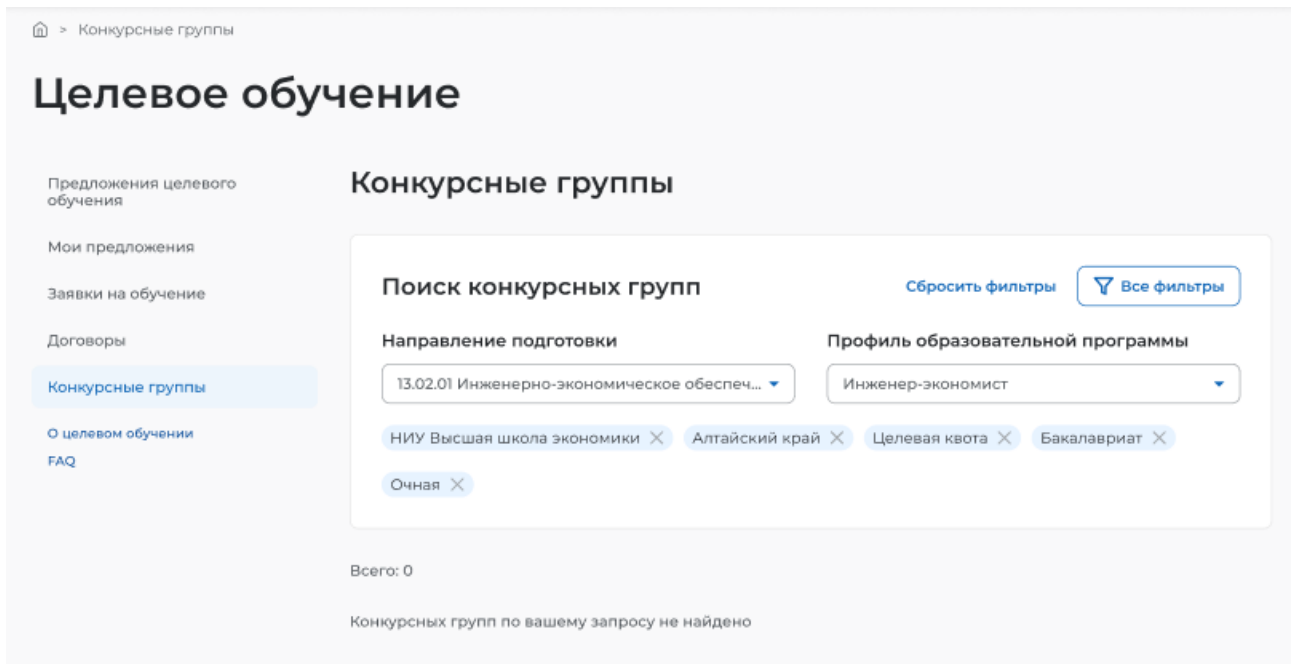 > Конкурсные группы
Целевое обучение
Предложения целевого
обучения
Мои предложения
Заявки на обучение
Договоры
Конкурсные группы
О целевом обучении
FAQ
Конкурсные группы
Поиск конкурсных групп
Сбросить фильтры
Все фильтры
Направление подготовки
Профиль образовательной программы
13.02.01 Инженерно-экономическое обеспеч...
Инженер-экономист
НИУ Высшая школа экономики
Алтайский край
Целевая квота
Бакалавриат
Очная
Всего: 0
Конкурсных групп по вашему запросу не найдено